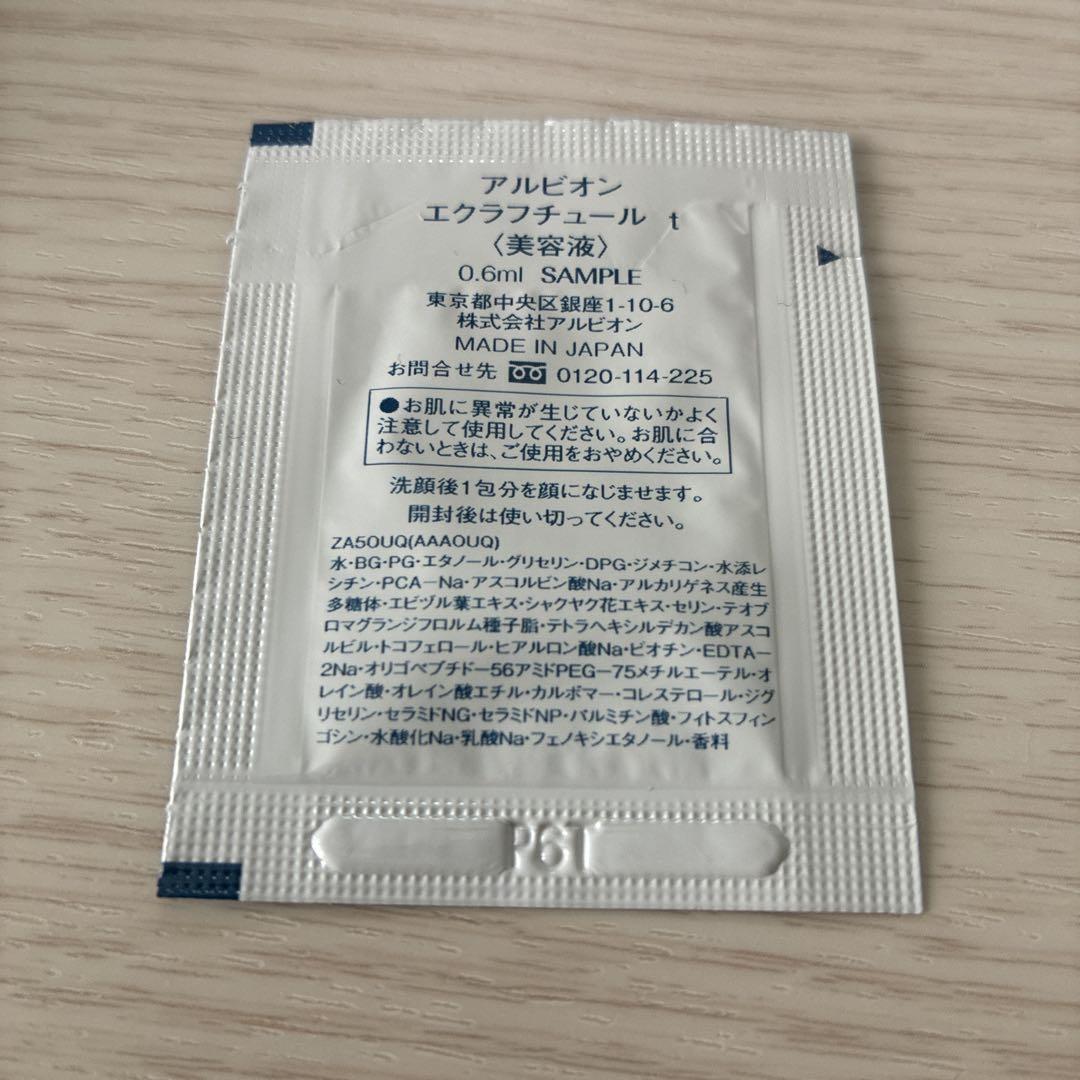 アルビオン
エクラフチュール t
〈美容液〉
0.6ml SAMPLE
東京都中央区銀座1-10-6
株式会社アルビオン
MADE IN JAPAN
お問合せ先 0120-114-225
●お肌に異常が生じていないかよく
注意して使用してください。お肌に合
わないときは、ご使用をおやめください。
洗顔後1包分を顔になじませます。
開封後は使い切ってください。
ZA50UQ(AAA0UQ)
水・BG・PG・エタノール・グリセリン・DPG・ジメチコン・水添レ
シチン・PCA-Na・アスコルビン酸Na・アルカリゲネス産生
多糖体・エビヅル葉エキス・シャクヤク花エキス・セリン・テオブ
ロマグランジフロルム種子脂・テトラヘキシルデカン酸アスコ
ルビル・トコフェロール・ヒアルロン酸Na・ビオチン・EDTA-
2Na・オリゴペプチド-56アミドPEG-75メチルエーテル・オ
レイン酸・オレイン酸エチル・カルボマー・コレステロール・ジグ
リセリン・セラミドNG・セラミドNP・パルミチン酸・フィトスフィン
ゴシン・水酸化Na・乳酸Na・フェノキシエタノール・香料
P6T